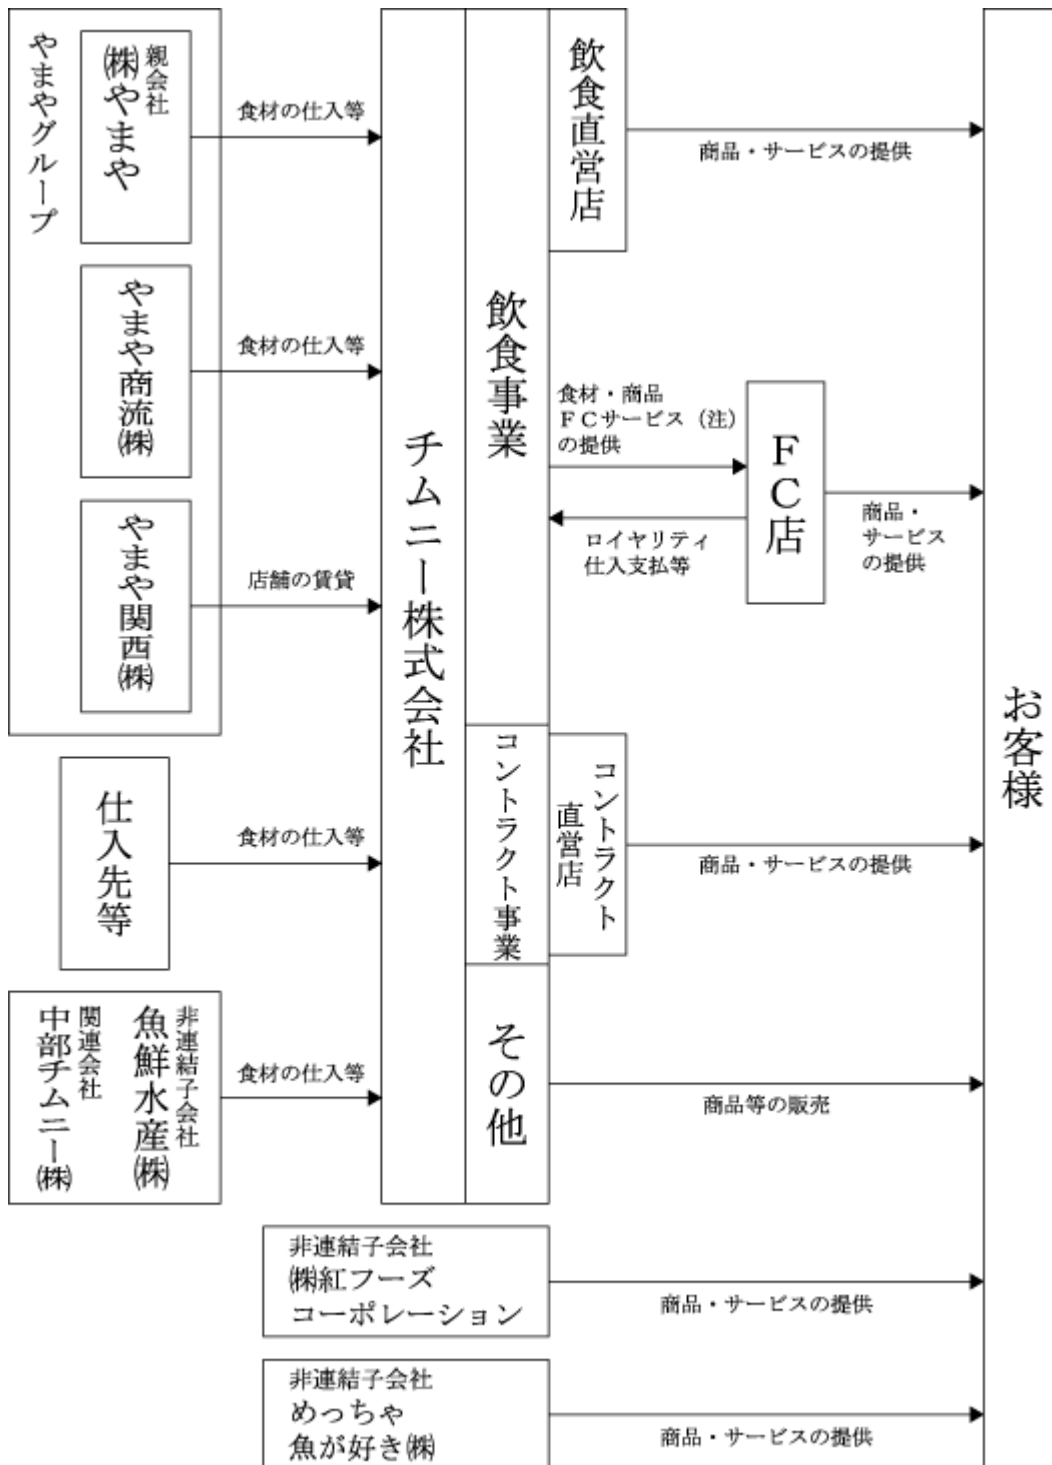 やまやグループ
親会社
㈱やまや
食材の仕入等
やまや商流㈱
食材の仕入等
やまや関西㈱
店舗の賃貸
仕入先等
食材の仕入等
非連結子会社
魚鮮水産㈱
関連会社
中部チムニー㈱
食材の仕入等
チムニー株式会社
飲食事業
飲食直営店
商品・サービスの提供
食材・商品
ＦＣサービス（注）
の提供
ロイヤリティ
仕入支払等
ＦＣ店
商品・
サービス
の提供
コントラクト事業
コントラクト
直営店
商品・サービスの提供
その他
商品等の販売
非連結子会社
㈱紅フーズ
コーポレーション
商品・サービスの提供
非連結子会社
めっちゃ
魚が好き㈱
商品・サービスの提供
お客様